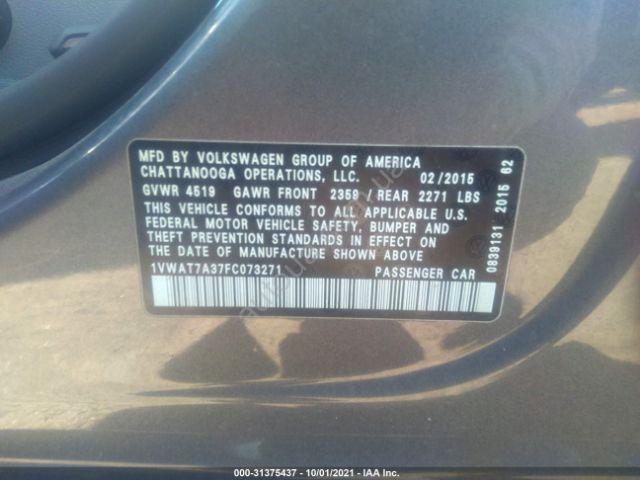 MFD BY VOLKSWAGEN GROUP OF AMERICA
CHATTANOOGA OPERATIONS, LLC. 02/2015
GVWR 4519 GAWR FRONT 2359 / REAR 2271 LBS
THIS VEHICLE CONFORMS TO ALL APPLICABLE U.S.
FEDERAL MOTOR VEHICLE SAFETY, BUMPER AND
THEFT PREVENTION STANDARDS IN EFFECT ON
THE DATE OF MANUFACTURE SHOWN ABOVE.
1VWAT7A37FC073271 PASSENGER CAR
0839131 2015 62
000-31375437 - 10/01/2021 - IAA Inc.